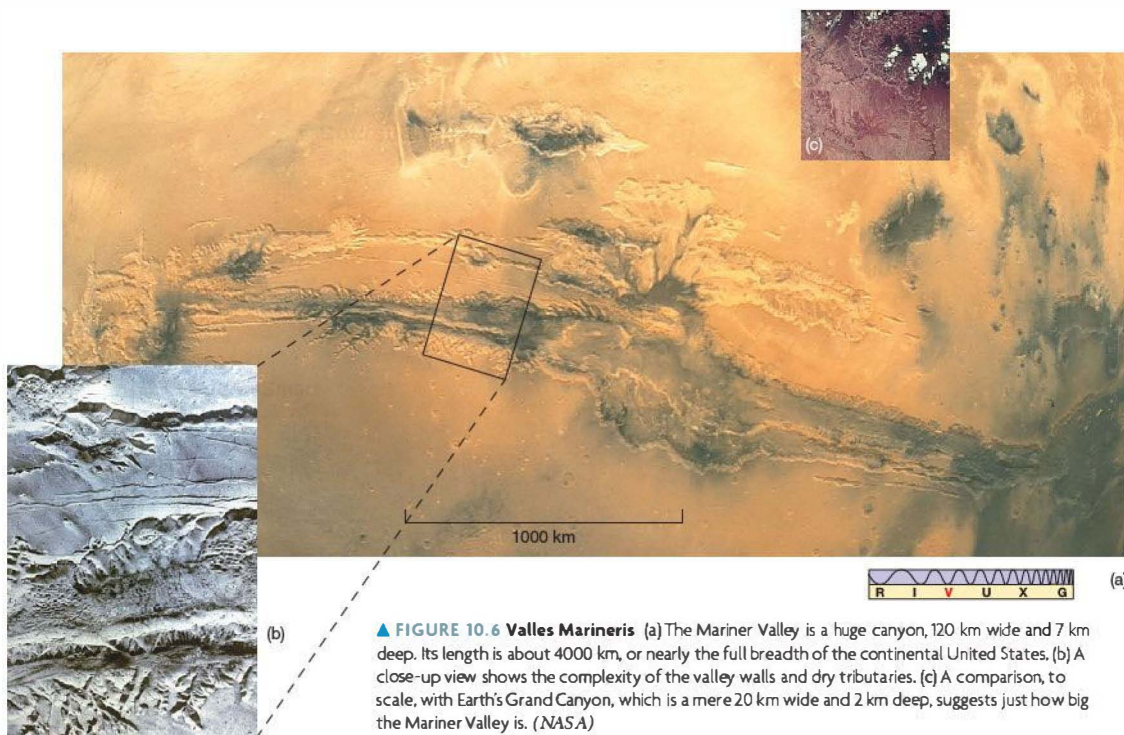 (c)
1000 km
R I V U X G
(a)
(b)
▲ FIGURE 10.6 Valles Marineris (a) The Mariner Valley is a huge canyon, 120 km wide and 7 km
deep. Its length is about 4000 km, or nearly the full breadth of the continental United States. (b) A
close-up view shows the complexity of the valley walls and dry tributaries. (c) A comparison, to
scale, with Earth's Grand Canyon, which is a mere 20 km wide and 2 km deep, suggests just how big
the Mariner Valley is. (NASA)